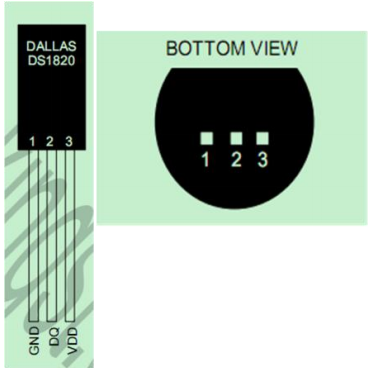 DALLAS
DS1820
1 2 3
GND
DQ
VDD
BOTTOM VIEW
1 2 3